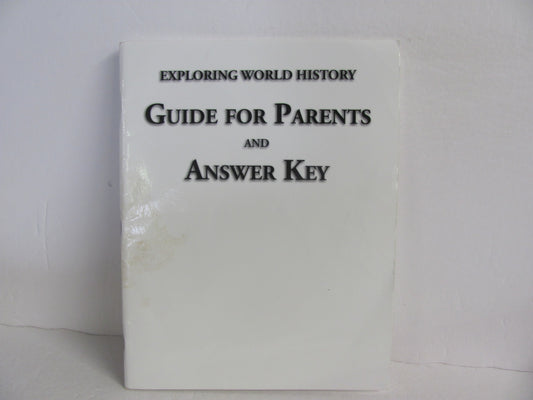 EXPLORING WORLD HISTORY
GUIDE FOR PARENTS
AND
ANSWER KEY